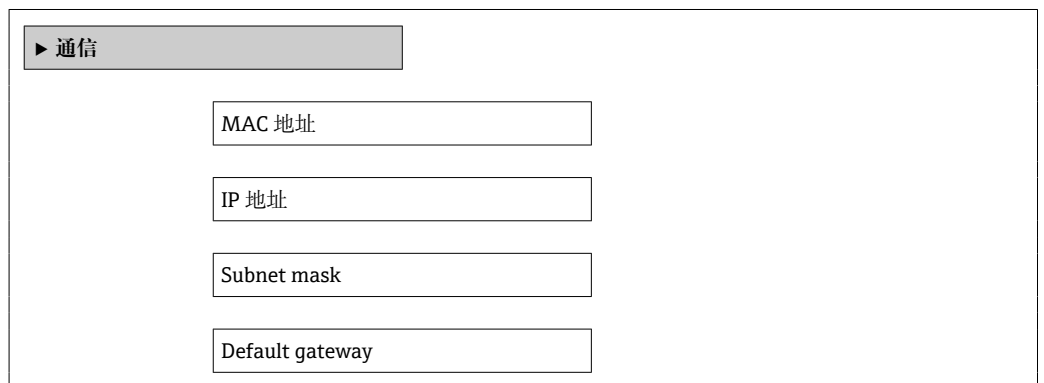 ▶ 通信
MAC 地址
IP 地址
Subnet mask
Default gateway